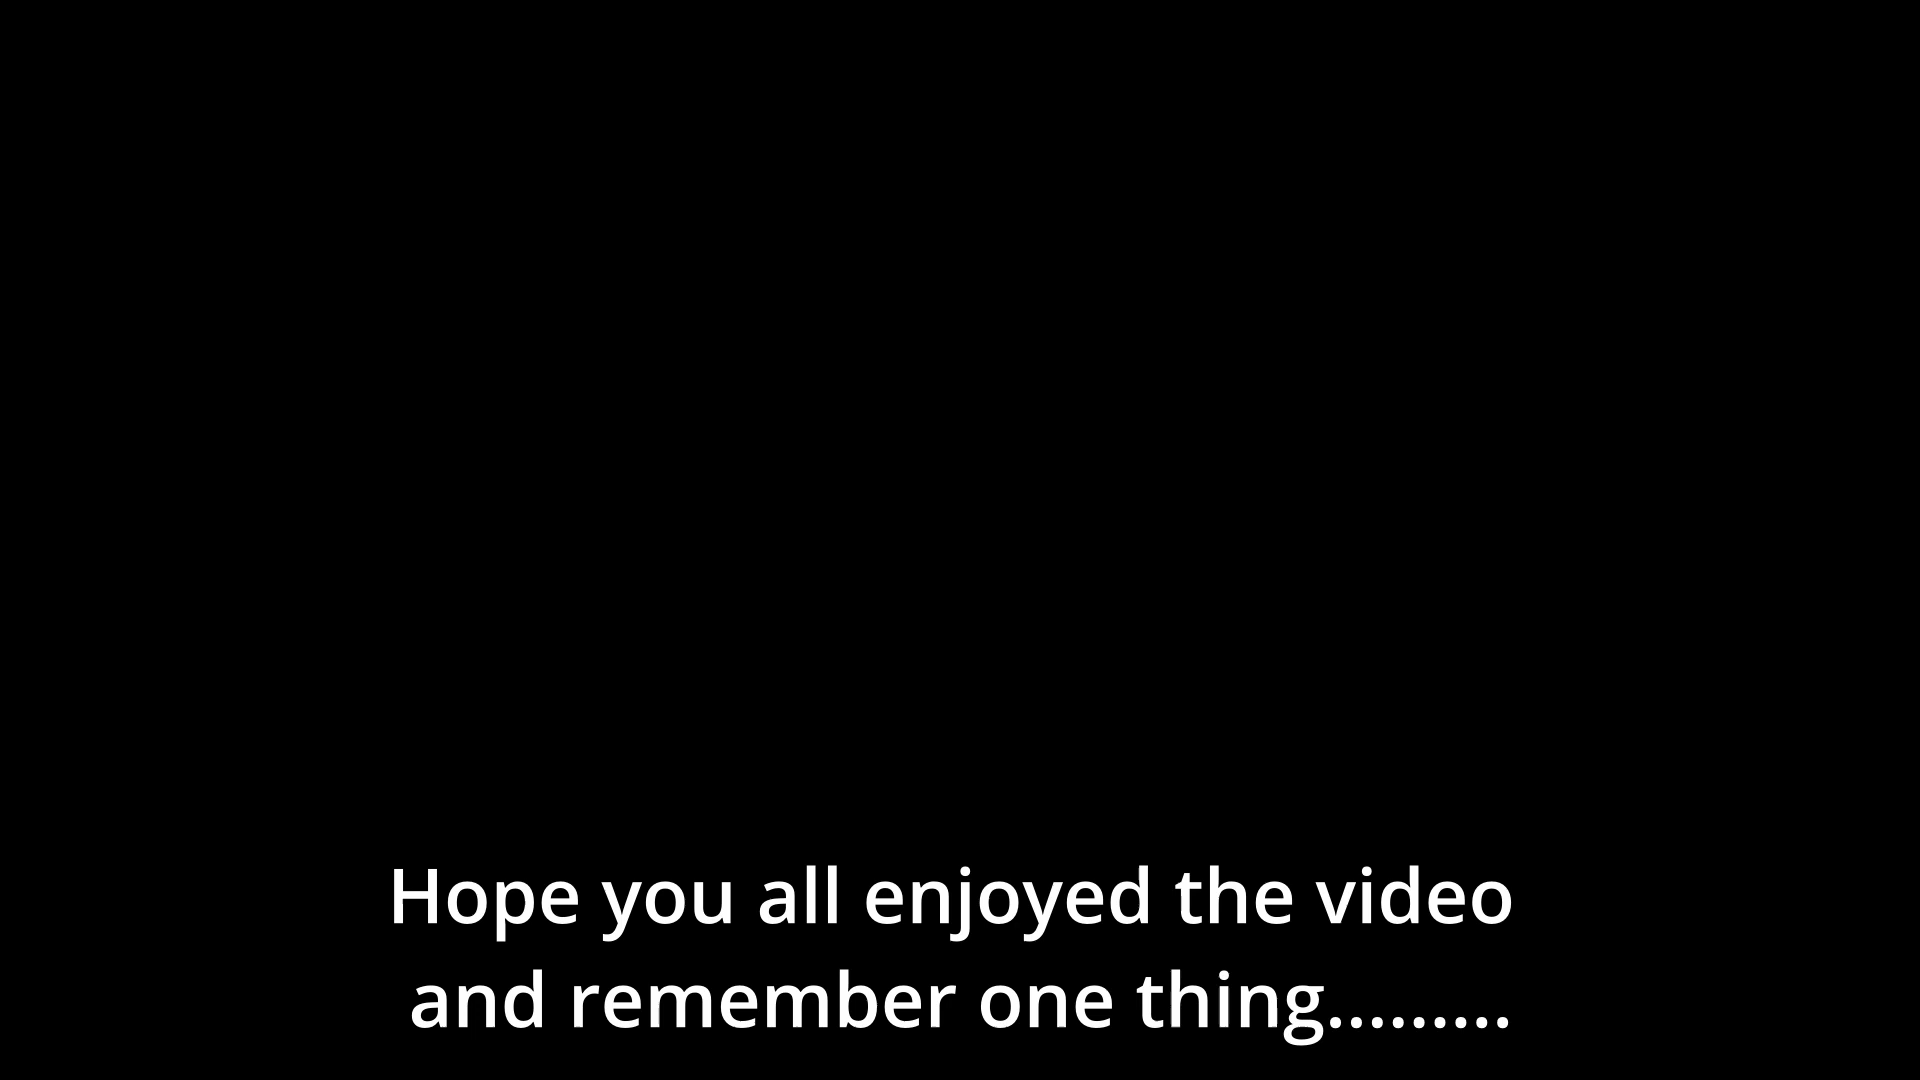 Hope you all enjoyed the video
and remember one thing.........